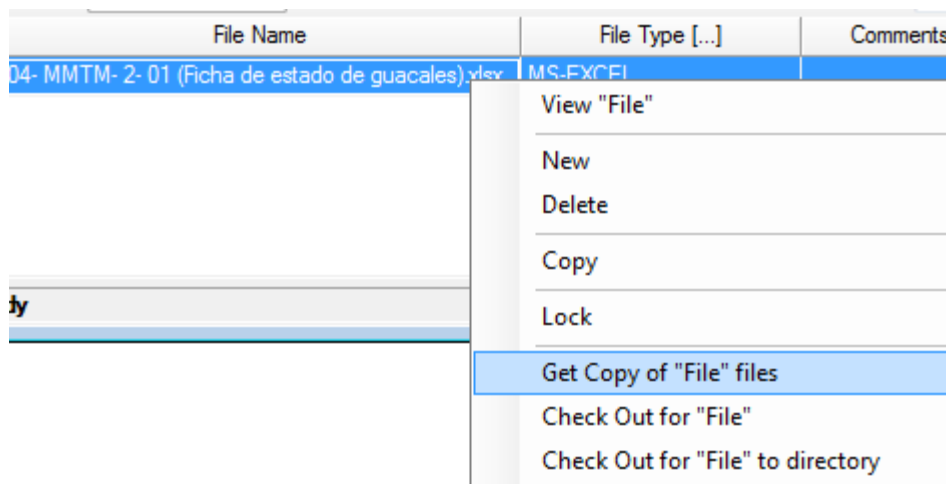 File Name File Type [...] Comments
04- MMTM- 2- 01 (Ficha de estado de guacales).xlsx MS-EXCEL
View "File"
New
Delete
Copy
dy
Lock
Get Copy of "File" files
Check Out for "File"
Check Out for "File" to directory